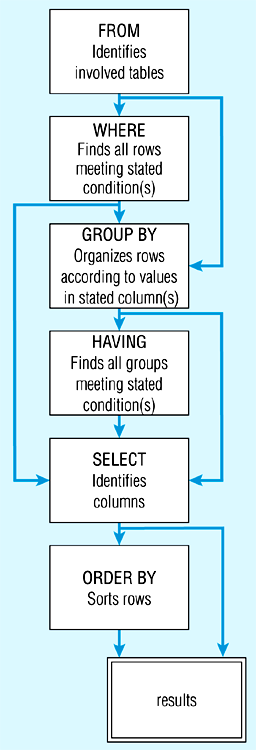 FROM
Identifies
involved tables
WHERE
Finds all rows
meeting stated
condition(s)
GROUP BY
Organizes rows
according to values
in stated column(s)
HAVING
Finds all groups
meeting stated
condition(s)
SELECT
Identifies
columns
ORDER BY
Sorts rows
results